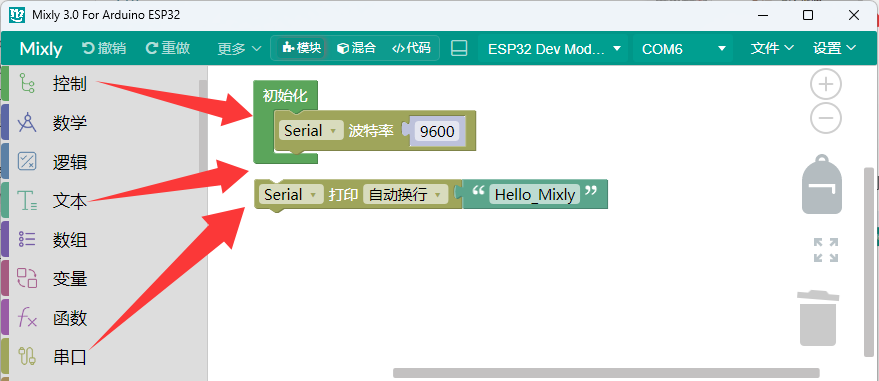 Mixly 3.0 For Arduino ESP32
Mixly 撤销 重做 更多 模块 混合 代码 ESP32 Dev Mod... COM6 文件 设置
控制
数学
逻辑
文本
数组
变量
函数
串口
初始化
Serial 波特率 9600
Serial 打印 自动换行 “ Hello_Mixly ”